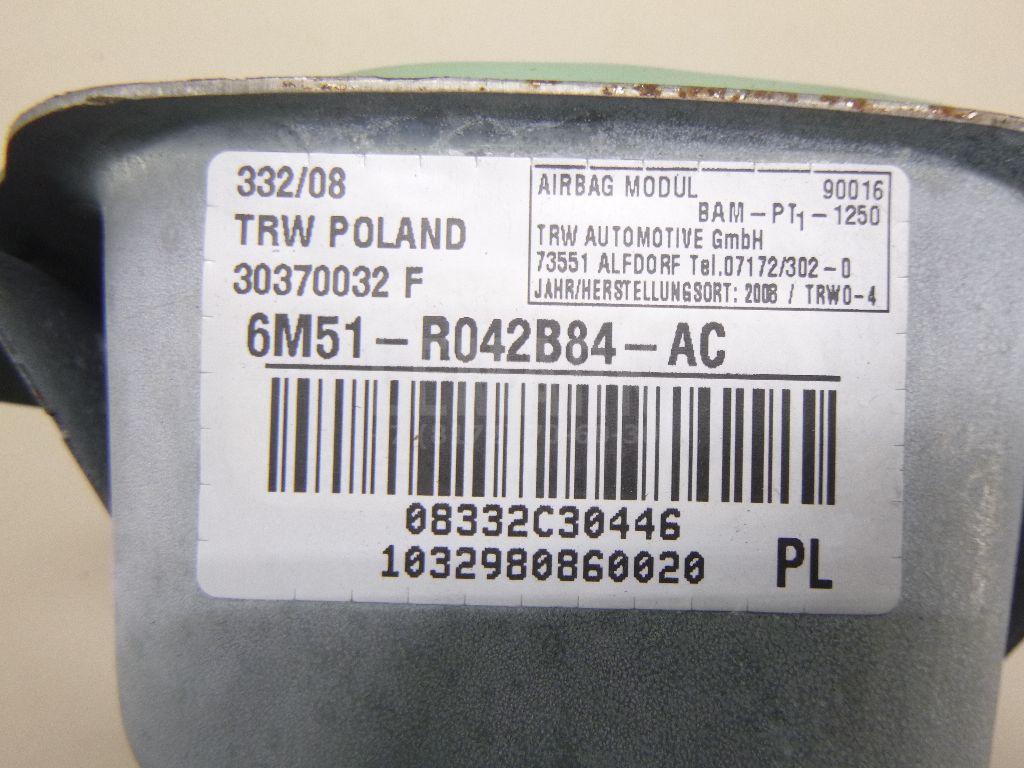 332/08
TRW POLAND
30370032 F
AIRBAG MODUL 90016
BAM-PT1-1250
TRW AUTOMOTIVE GmbH
73551 ALFDORF Tel.07172/302-0
JAHR/HERSTELLUNGSORT: 2008 / TRWO-4
6M51-R042B84-AC
08332C30446
1032980860020 PL